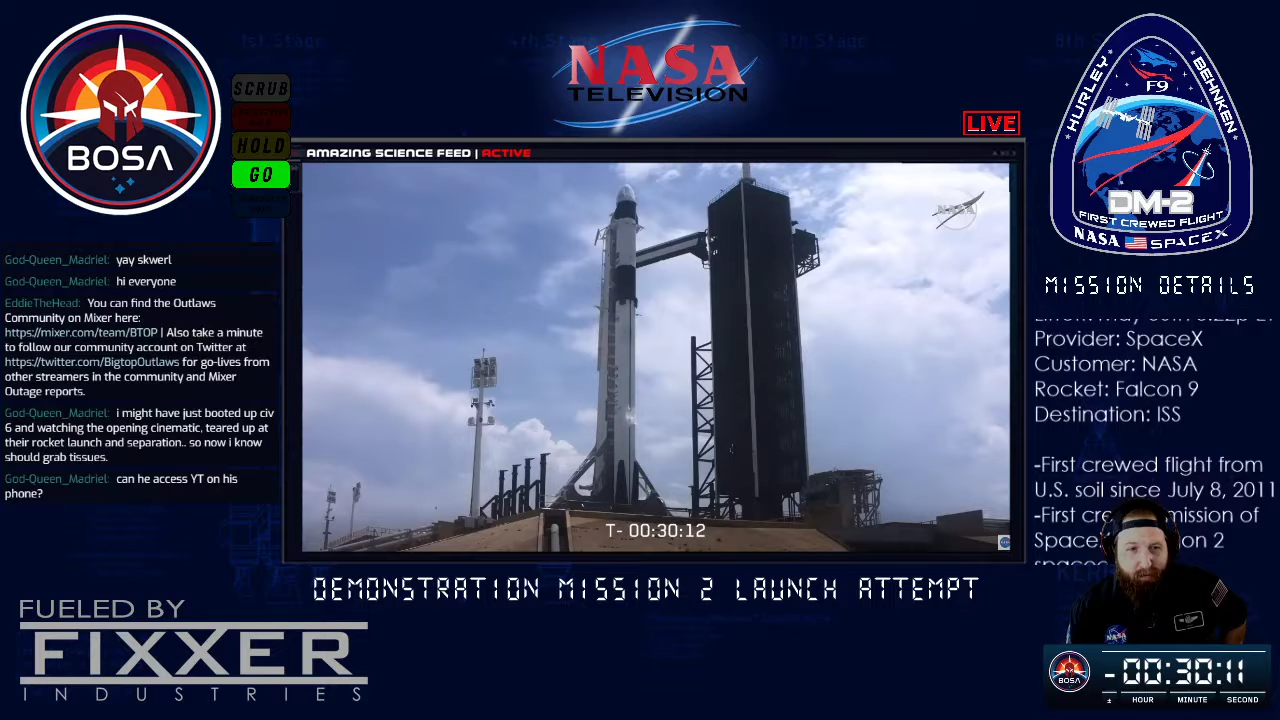 NASA
TELEVISION
BOSA
SCRUB
HOLD
GO
LIVE
AMAZING SCIENCE FEED | ACTIVE
NASA
HURLEY
BEHNKEN
F9
DM-2
FIRST CREWED FLIGHT
NASA SPACEX
God-Queen_Madriel: yay skwerl
God-Queen_Madriel: hi everyone
EddieTheHead: You can find the Outlaws
Community on Mixer here:
https://mixer.com/team/BTOP | Also take a minute
to follow our community account on Twitter at
https://twitter.com/BigtopOutlaws for go-lives from
other streamers in the community and Mixer
Outage reports.
God-Queen_Madriel: i might have just booted up civ
6 and watching the opening cinematic, teared up at
their rocket launch and separation.. so now i know
should grab tissues.
God-Queen_Madriel: can he access YT on his
phone?
MISSION DETAILS
Provider: SpaceX
Customer: NASA
Rocket: Falcon 9
Destination: ISS
-First crewed flight from
U.S. soil since July 8, 2011
-First
mission of
2
T- 00:30:12
DEMONSTRATION MISSION 2 LAUNCH ATTEMPT
FUELED BY
FIXXER
INDUSTRIES
NASA
BOSA
-00:30:11
± HOUR MINUTE SECOND